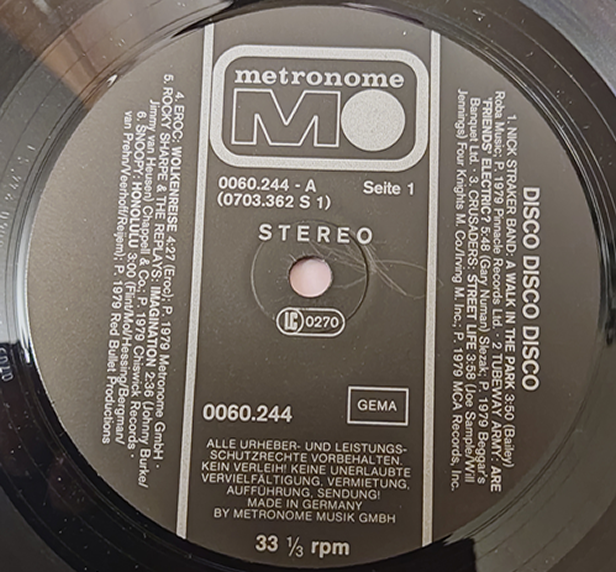 metronome
MO
0060.244 - A
Seite 1
(0703.362 S 1)
STEREO
LC 0270
0060.244
GEMA
ALLE URHEBER- UND LEISTUNGS-
SCHUTZRECHTE VORBEHALTEN.
KEIN VERLEIH! KEINE UNERLAUBTE
VERVIELFÄLTIGUNG, VERMIETUNG,
AUFFÜHRUNG, SENDUNG!
MADE IN GERMANY
BY METRONOME MUSIK GMBH
33 ⅓ rpm
DISCO DISCO DISCO
1. NICK STRAKER BAND: A WALK IN THE PARK 3:50 (Bailey)
Roba Music; P. 1979 Pinnacle Records Ltd. · 2 TUBEWAY ARMY: ARE
"FRIENDS" ELECTRIC? 5:48 (Gary Numan) Slezak; P. 1979 Beggar's
Banquet Ltd. · 3. CRUSADERS: STREET LIFE 3:58 (Joe Sample/Will
Jennings) Four Knights M. Co/Irving M. Inc.; P. 1979 MCA Records, Inc.
4. EROC: WOLKENREISE 4:27 (Eroc); P. 1979 Metronome GmbH ·
5. ROCKY SHARPE & THE REPLAYS: IMAGINATION 2:36 (Johnny Burke/
Jimmy van Heusen) Chappell & Co.; P. 1979 Chiswick Records ·
6. SNOOPY: HONOLULU 3:00 (Flint/Mol/Hessing/Bergman/
van Prehn/Veerhoff/Reijem); P. 1979 Red Bullet Productions